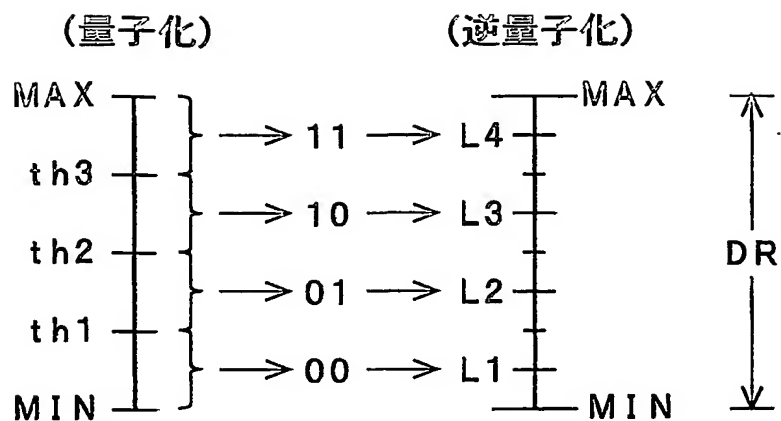 (量子化) (逆量子化)
MAX MAX
11 L4
th3
10 L3
th2 DR
01 L2
th1
00 L1
MIN MIN